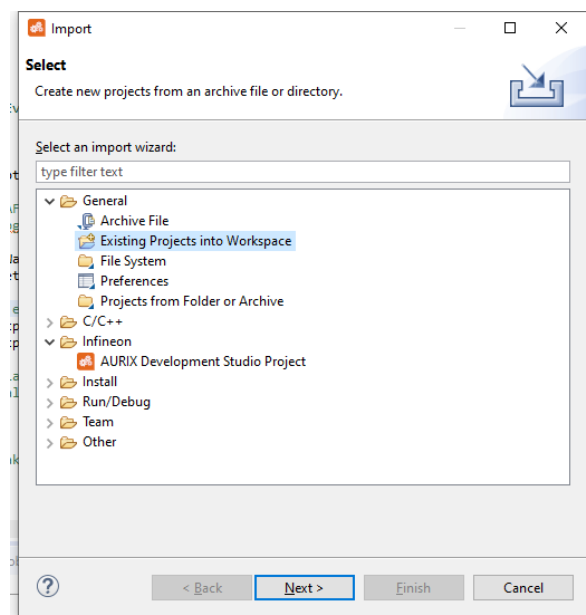 Import
Select
Create new projects from an archive file or directory.
Select an import wizard:
type filter text
General
Archive File
Existing Projects into Workspace
File System
Preferences
Projects from Folder or Archive
C/C++
Infineon
AURIX Development Studio Project
Install
Run/Debug
Team
Other
< Back
Next >
Finish
Cancel